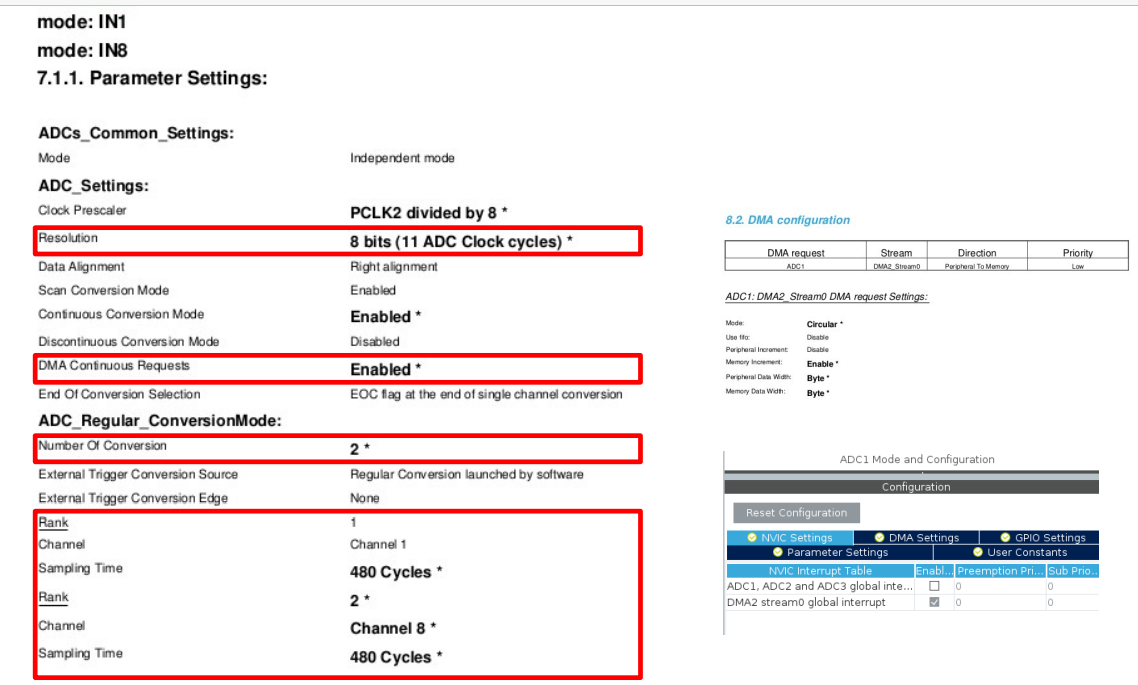 mode: IN1
mode: IN8
7.1.1. Parameter Settings:
ADCs_Common_Settings:
Mode Independent mode
ADC_Settings:
Clock Prescaler PCLK2 divided by 8 *
Resolution 8 bits (11 ADC Clock cycles) *
Data Alignment Right alignment
Scan Conversion Mode Enabled
Continuous Conversion Mode Enabled *
Discontinuous Conversion Mode Disabled
DMA Continuous Requests Enabled *
End Of Conversion Selection EOC flag at the end of single channel conversion
ADC_Regular_ConversionMode:
Number Of Conversion 2 *
External Trigger Conversion Source Regular Conversion launched by software
External Trigger Conversion Edge None
Rank 1
Channel Channel 1
Sampling Time 480 Cycles *
Rank 2 *
Channel Channel 8 *
Sampling Time 480 Cycles *
8.2. DMA configuration
DMA request Stream Direction Priority
ADC1 DMA2_Stream0 Peripheral To Memory Low
ADC1: DMA2_Stream0 DMA request Settings:
Mode: Circular *
Use fifo: Disable
Peripheral Increment: Disable
Memory Increment: Enable *
Peripheral Data Width: Byte *
Memory Data Width: Byte *
ADC1 Mode and Configuration
Configuration
Reset Configuration
NVIC Settings DMA Settings GPIO Settings
Parameter Settings User Constants
NVIC Interrupt Table Enabl... Preemption Pri... Sub Prio...
ADC1, ADC2 and ADC3 global inte... 0 0
DMA2 stream0 global interrupt 0 0